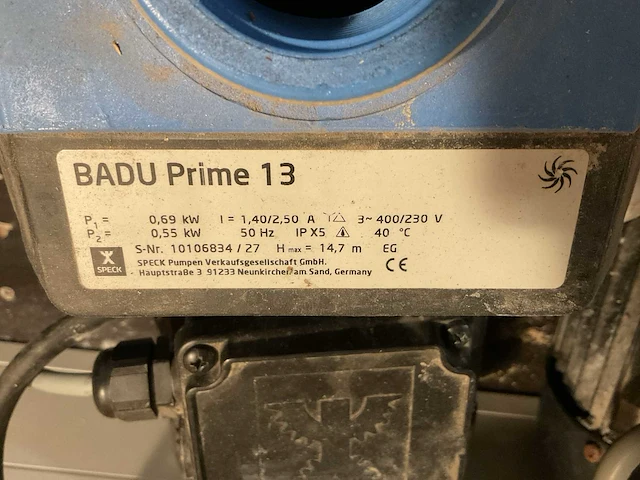 BADU Prime 13
P1 = 0,69 kW I = 1,40/2,50 A Y/△ 3~ 400/230 V
P2 = 0,55 kW 50 Hz IP X5 40 °C
S-Nr. 10106834 / 27 H max = 14,7 m EG
SPECK Pumpen Verkaufsgesellschaft GmbH.
Hauptstraße 3 91233 Neunkirchen am Sand, Germany
SPECK
CE